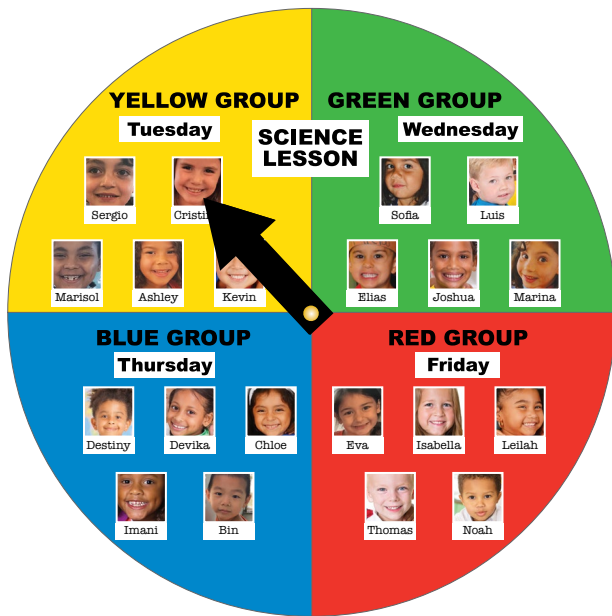 YELLOW GROUP
Tuesday
Sergio
Marisol
Ashley
Kevin
SCIENCE
LESSON
GREEN GROUP
Wednesday
Sofia
Luis
Elias
Joshua
Marina
BLUE GROUP
Thursday
Destiny
Devika
Chloe
Imani
Bin
RED GROUP
Friday
Eva
Isabella
Leilah
Thomas
Noah